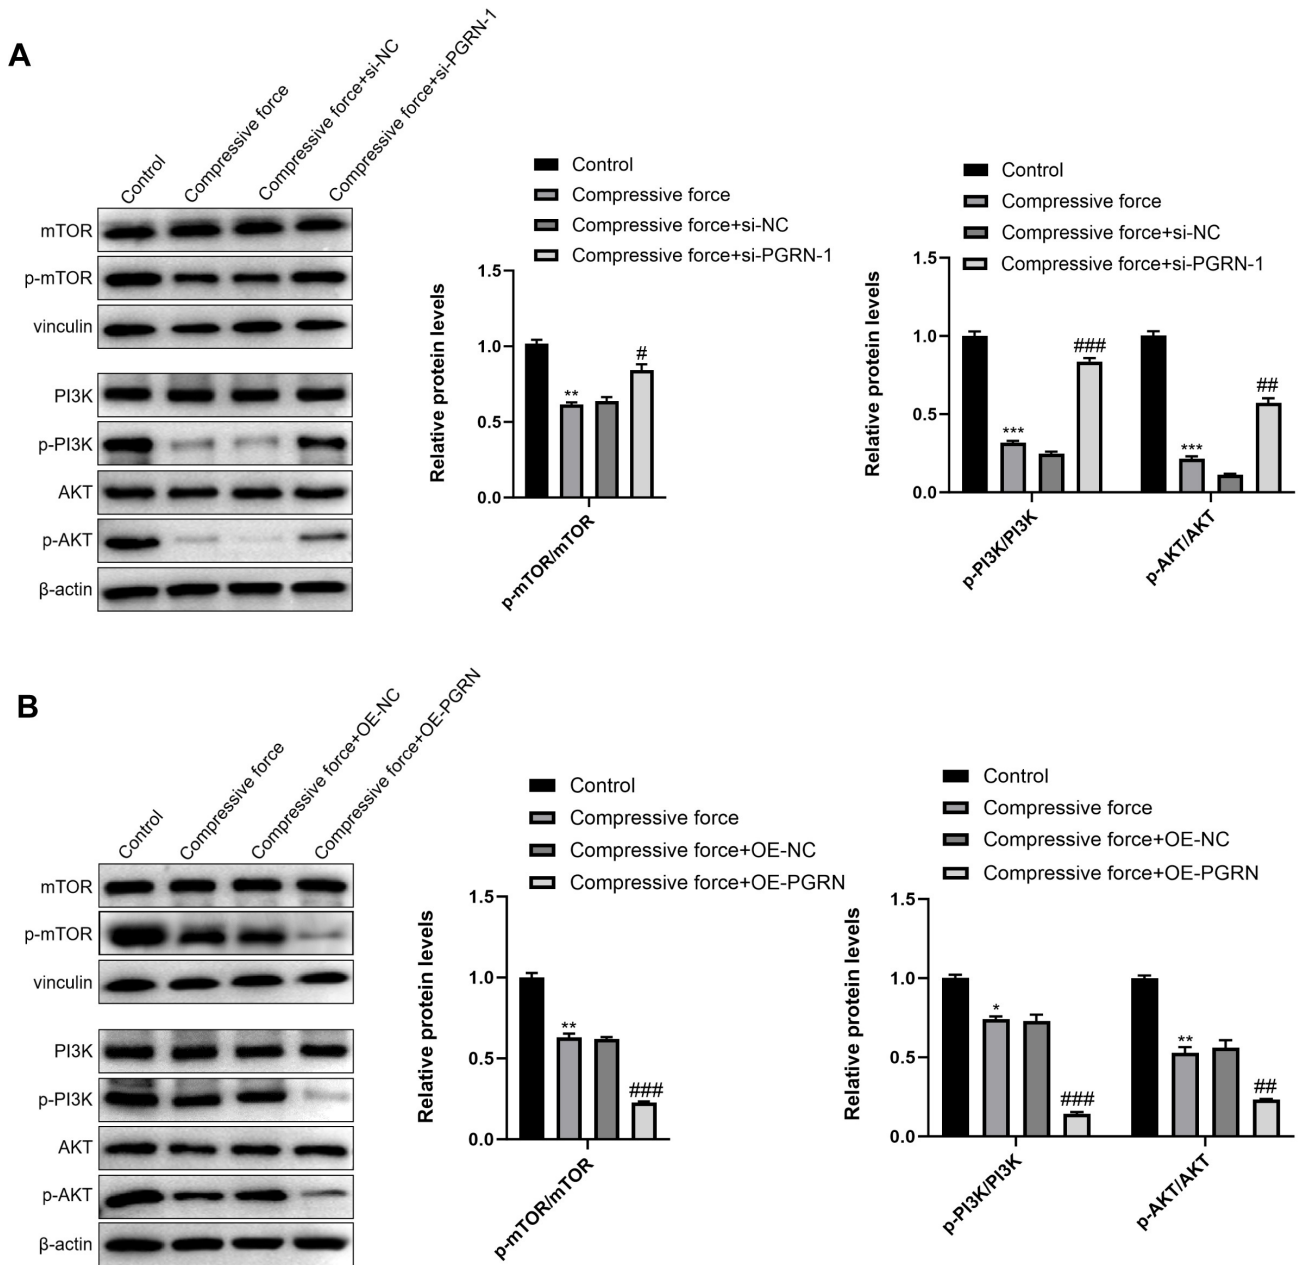 A
Control
Compressive force
Compressive force+si-NC
Compressive force+si-PGRN-1
mTOR
p-mTOR
vinculin
PI3K
p-PI3K
AKT
p-AKT
β-actin
Control
Compressive force
Compressive force+si-NC
Compressive force+si-PGRN-1
Relative protein levels
1.5
1.0
0.5
0.0
**
#
p-mTOR/mTOR
Control
Compressive force
Compressive force+si-NC
Compressive force+si-PGRN-1
Relative protein levels
1.5
1.0
0.5
0.0
***
###
***
##
p-PI3K/PI3K
p-AKT/AKT
B
Control
Compressive force
Compressive force+OE-NC
Compressive force+OE-PGRN
mTOR
p-mTOR
vinculin
PI3K
p-PI3K
AKT
p-AKT
β-actin
Control
Compressive force
Compressive force+OE-NC
Compressive force+OE-PGRN
Relative protein levels
1.5
1.0
0.5
0.0
**
###
p-mTOR/mTOR
Control
Compressive force
Compressive force+OE-NC
Compressive force+OE-PGRN
Relative protein levels
1.5
1.0
0.5
0.0
*
###
**
##
p-PI3K/PI3K
p-AKT/AKT